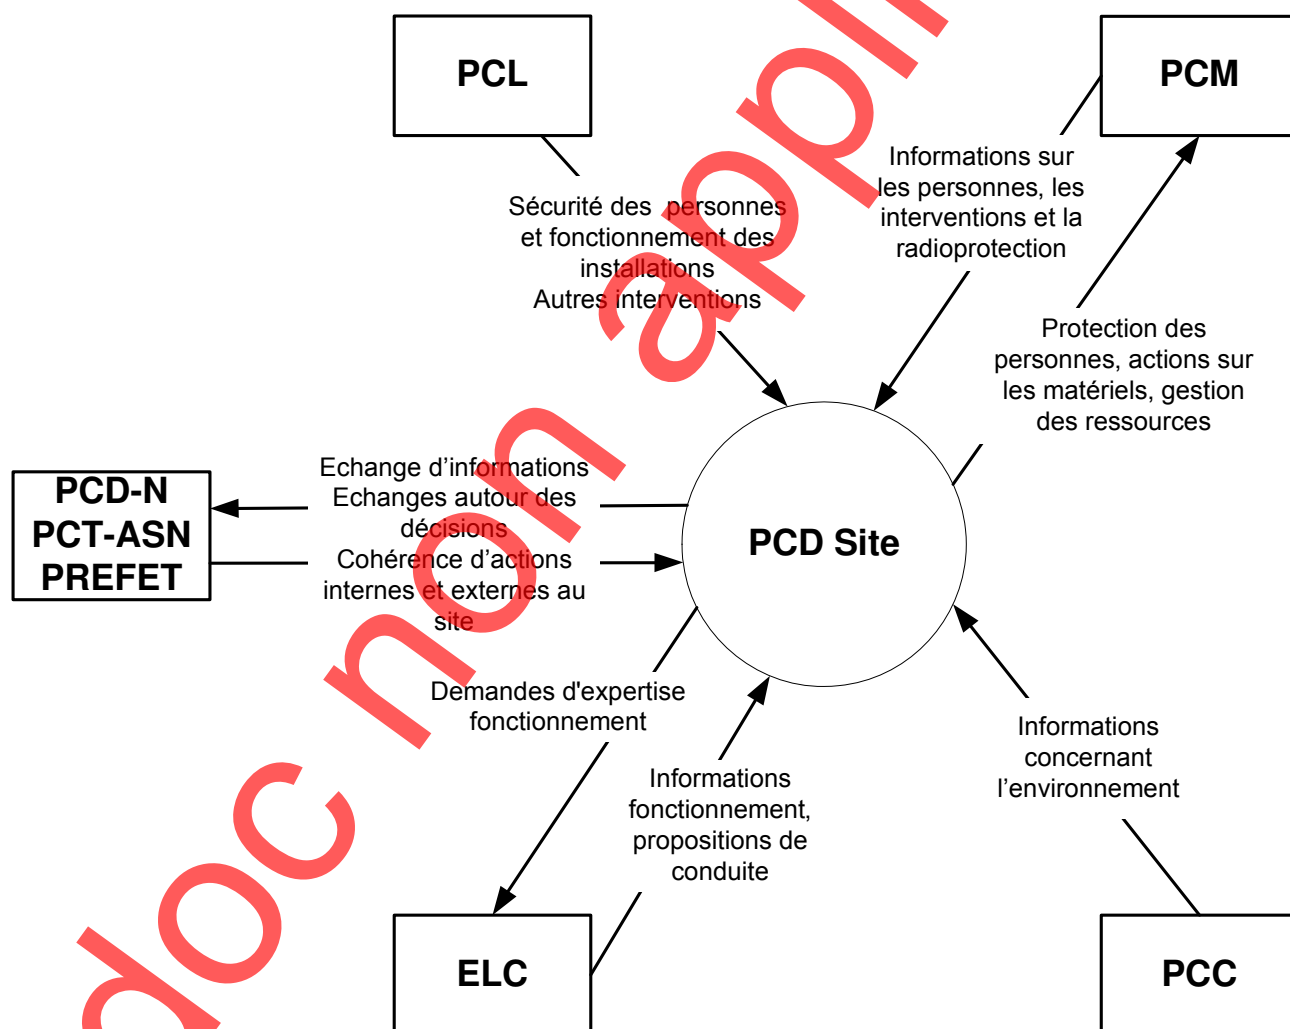 PCL
PCM
Sécurité des personnes
et fonctionnement des
installations
Autres interventions
Informations sur
les personnes, les
interventions et la
radioprotection
Protection des
personnes, actions sur
les matériels, gestion
des ressources
PCD-N
PCT-ASN
PREFET
Echange d’informations
Echanges autour des
décisions
Cohérence d’actions
internes et externes au
site
PCD Site
Demandes d'expertise
fonctionnement
Informations
fonctionnement,
propositions de
conduite
Informations
concernant
l’environnement
ELC
PCC
doc non